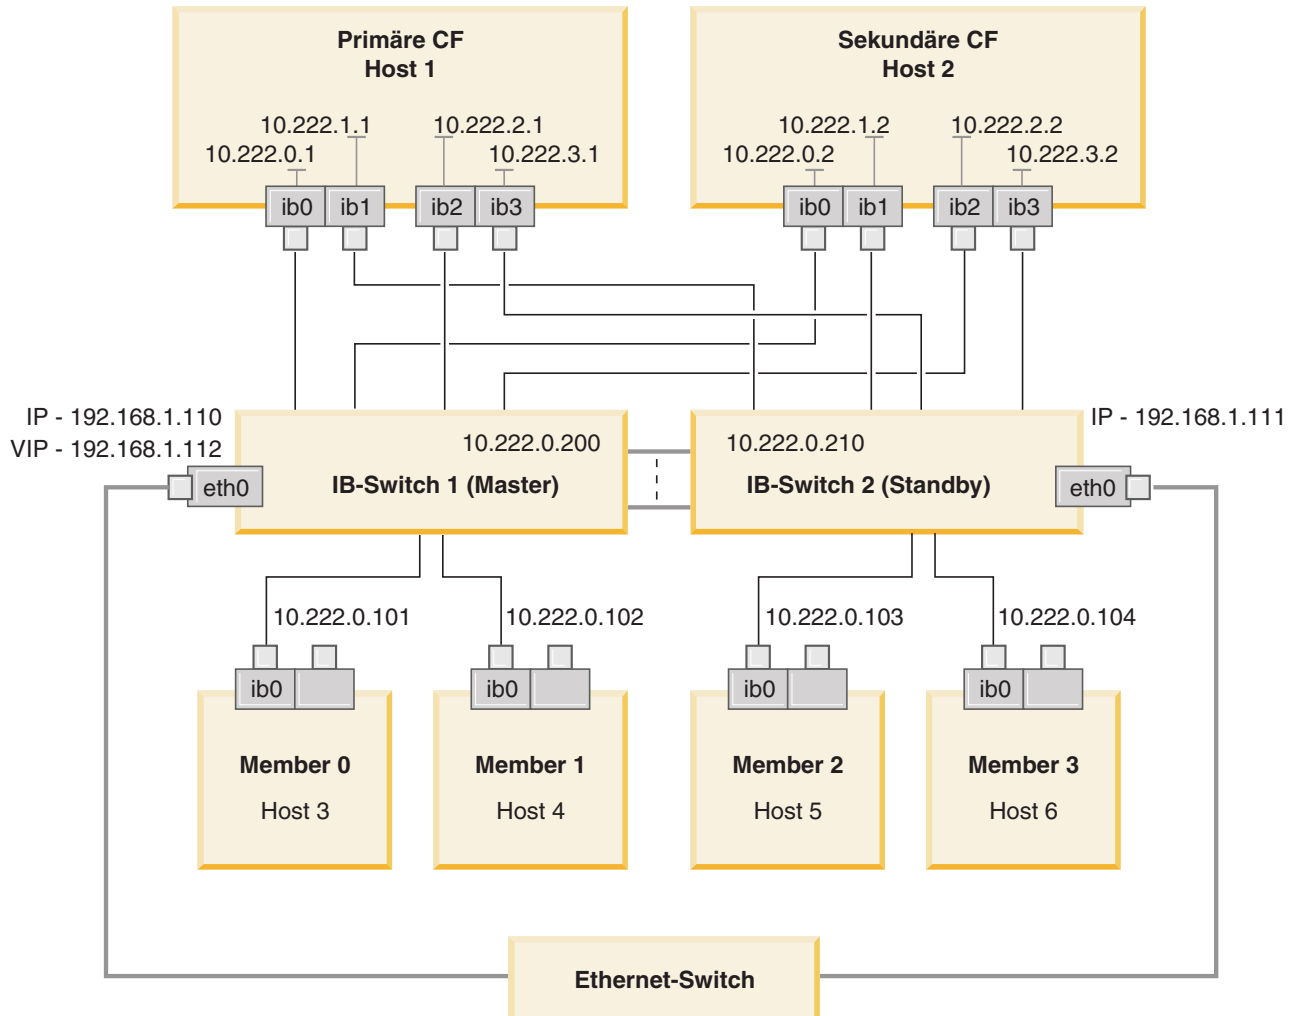 Primäre CF
Host 1
Sekundäre CF
Host 2
10.222.1.1
10.222.2.1
10.222.0.1
10.222.3.1
10.222.1.2
10.222.2.2
10.222.0.2
10.222.3.2
ib0
ib1
ib2
ib3
ib0
ib1
ib2
ib3
IP - 192.168.1.110
VIP - 192.168.1.112
IP - 192.168.1.111
10.222.0.200
10.222.0.210
eth0
IB-Switch 1 (Master)
IB-Switch 2 (Standby)
eth0
10.222.0.101
10.222.0.102
10.222.0.103
10.222.0.104
ib0
ib0
ib0
ib0
Member 0
Host 3
Member 1
Host 4
Member 2
Host 5
Member 3
Host 6
Ethernet-Switch